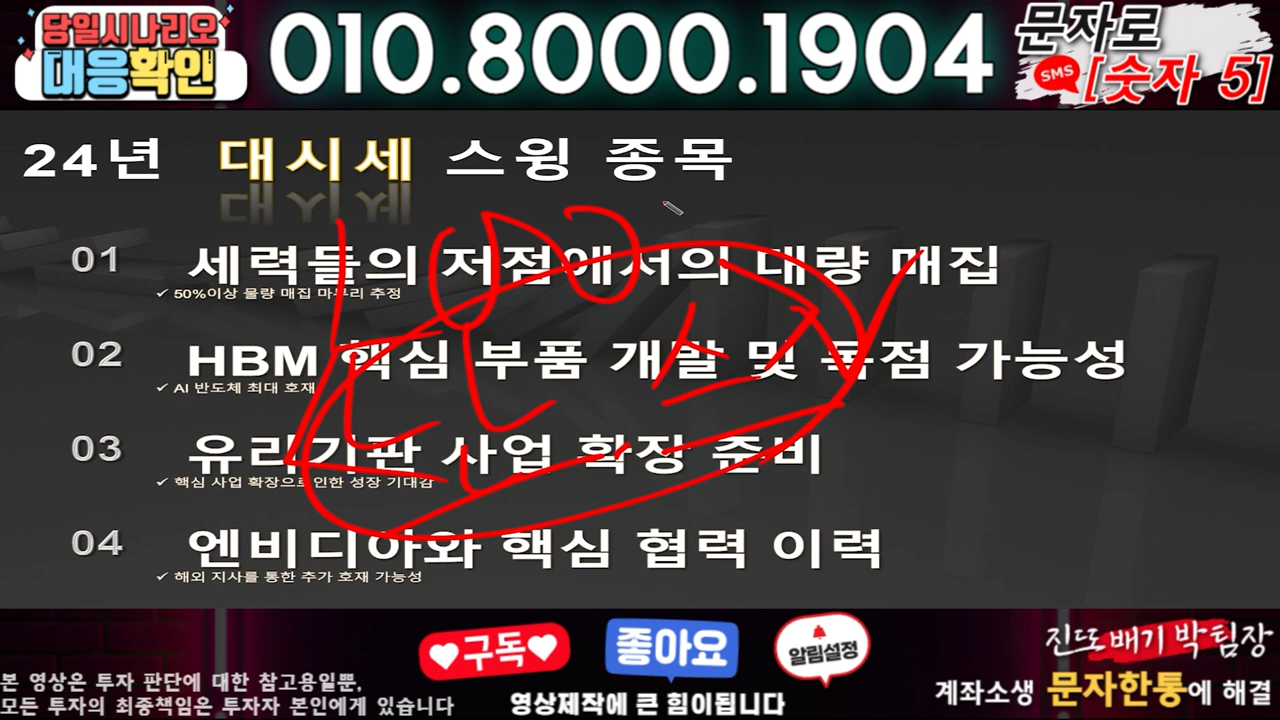 당일시나리오
대응확인
010.8000.1904
문자로
SMS
[숫자 5]
24년 대시세 스윙 종목
01 세력들의 저점에서의 대량 매집
✓ 50%이상 물량 매집 마무리 추정
02 HBM 핵심 부품 개발 및 독점 가능성
✓ AI 반도체 최대 호재
03 유리기판 사업 확장 준비
✓ 핵심 사업 확장으로 인한 성장 기대감
04 엔비디아와 핵심 협력 이력
✓ 해외 지사를 통한 추가 호재 가능성
구독
좋아요
알림설정
영상제작에 큰 힘이됩니다
본 영상은 투자 판단에 대한 참고용일뿐,
모든 투자의 최종책임은 투자자 본인에게 있습니다
진또배기 박팀장
계좌소생 문자한통에 해결